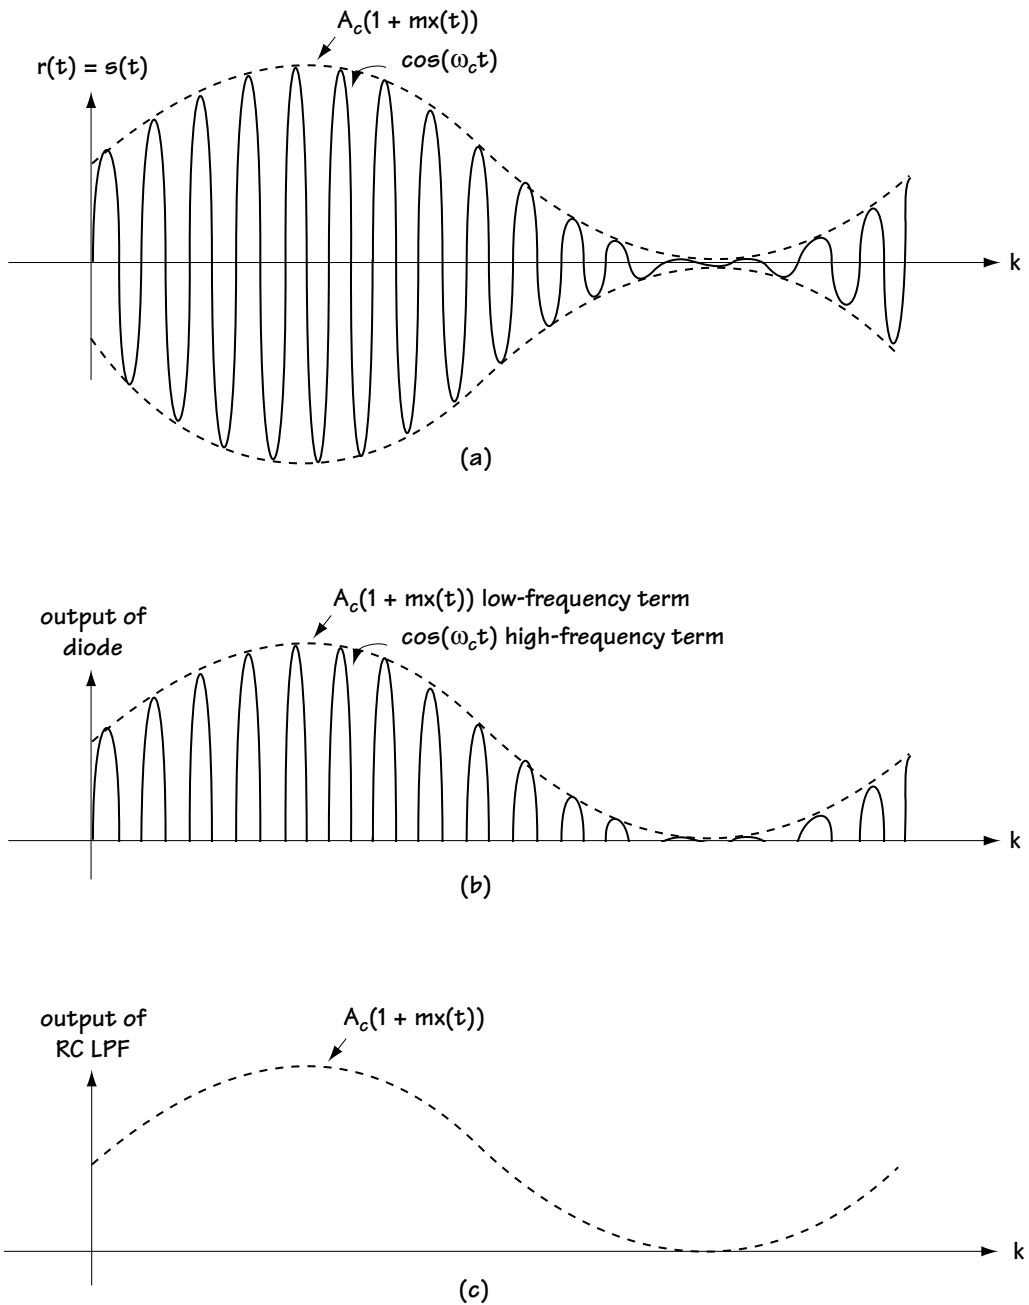 A_c(1 + mx(t))
cos(ω_ct)
r(t) = s(t)
k
(a)
A_c(1 + mx(t)) low-frequency term
cos(ω_ct) high-frequency term
output of
diode
k
(b)
A_c(1 + mx(t))
output of
RC LPF
k
(c)